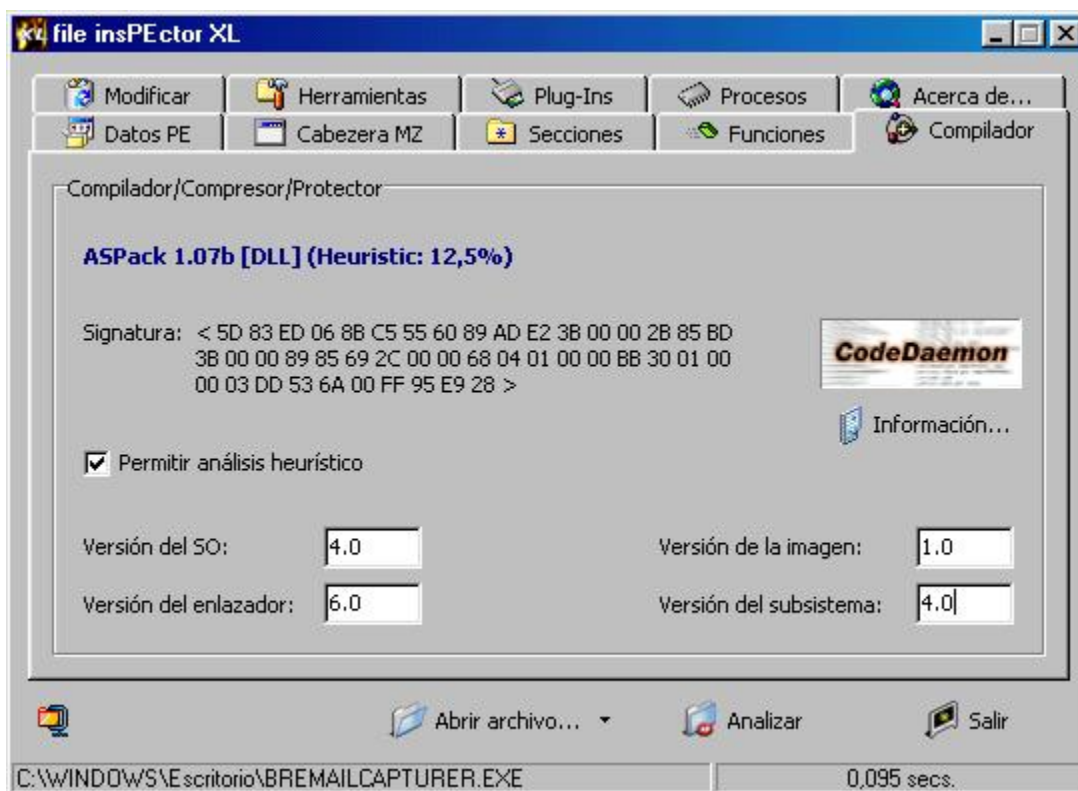 file insPEctor XL
Modificar Herramientas Plug-Ins Procesos Acerca de...
Datos PE Cabezera MZ Secciones Funciones Compilador
Compilador/Compresor/Protector
ASPack 1.07b [DLL] (Heuristic: 12,5%)
Signatura: < 5D 83 ED 06 8B C5 55 60 89 AD E2 3B 00 00 2B 85 BD
3B 00 00 89 85 69 2C 00 00 68 04 01 00 00 BB 30 01 00
00 03 DD 53 6A 00 FF 95 E9 28 >
CodeDaemon
Información...
Permitir análisis heurístico
Versión del SO: 4.0 Versión de la imagen: 1.0
Versión del enlazador: 6.0 Versión del subsistema: 4.0
Abrir archivo... Analizar Salir
C:\WINDOWS\Escritorio\BREMAILCAPTURER.EXE 0,095 secs.